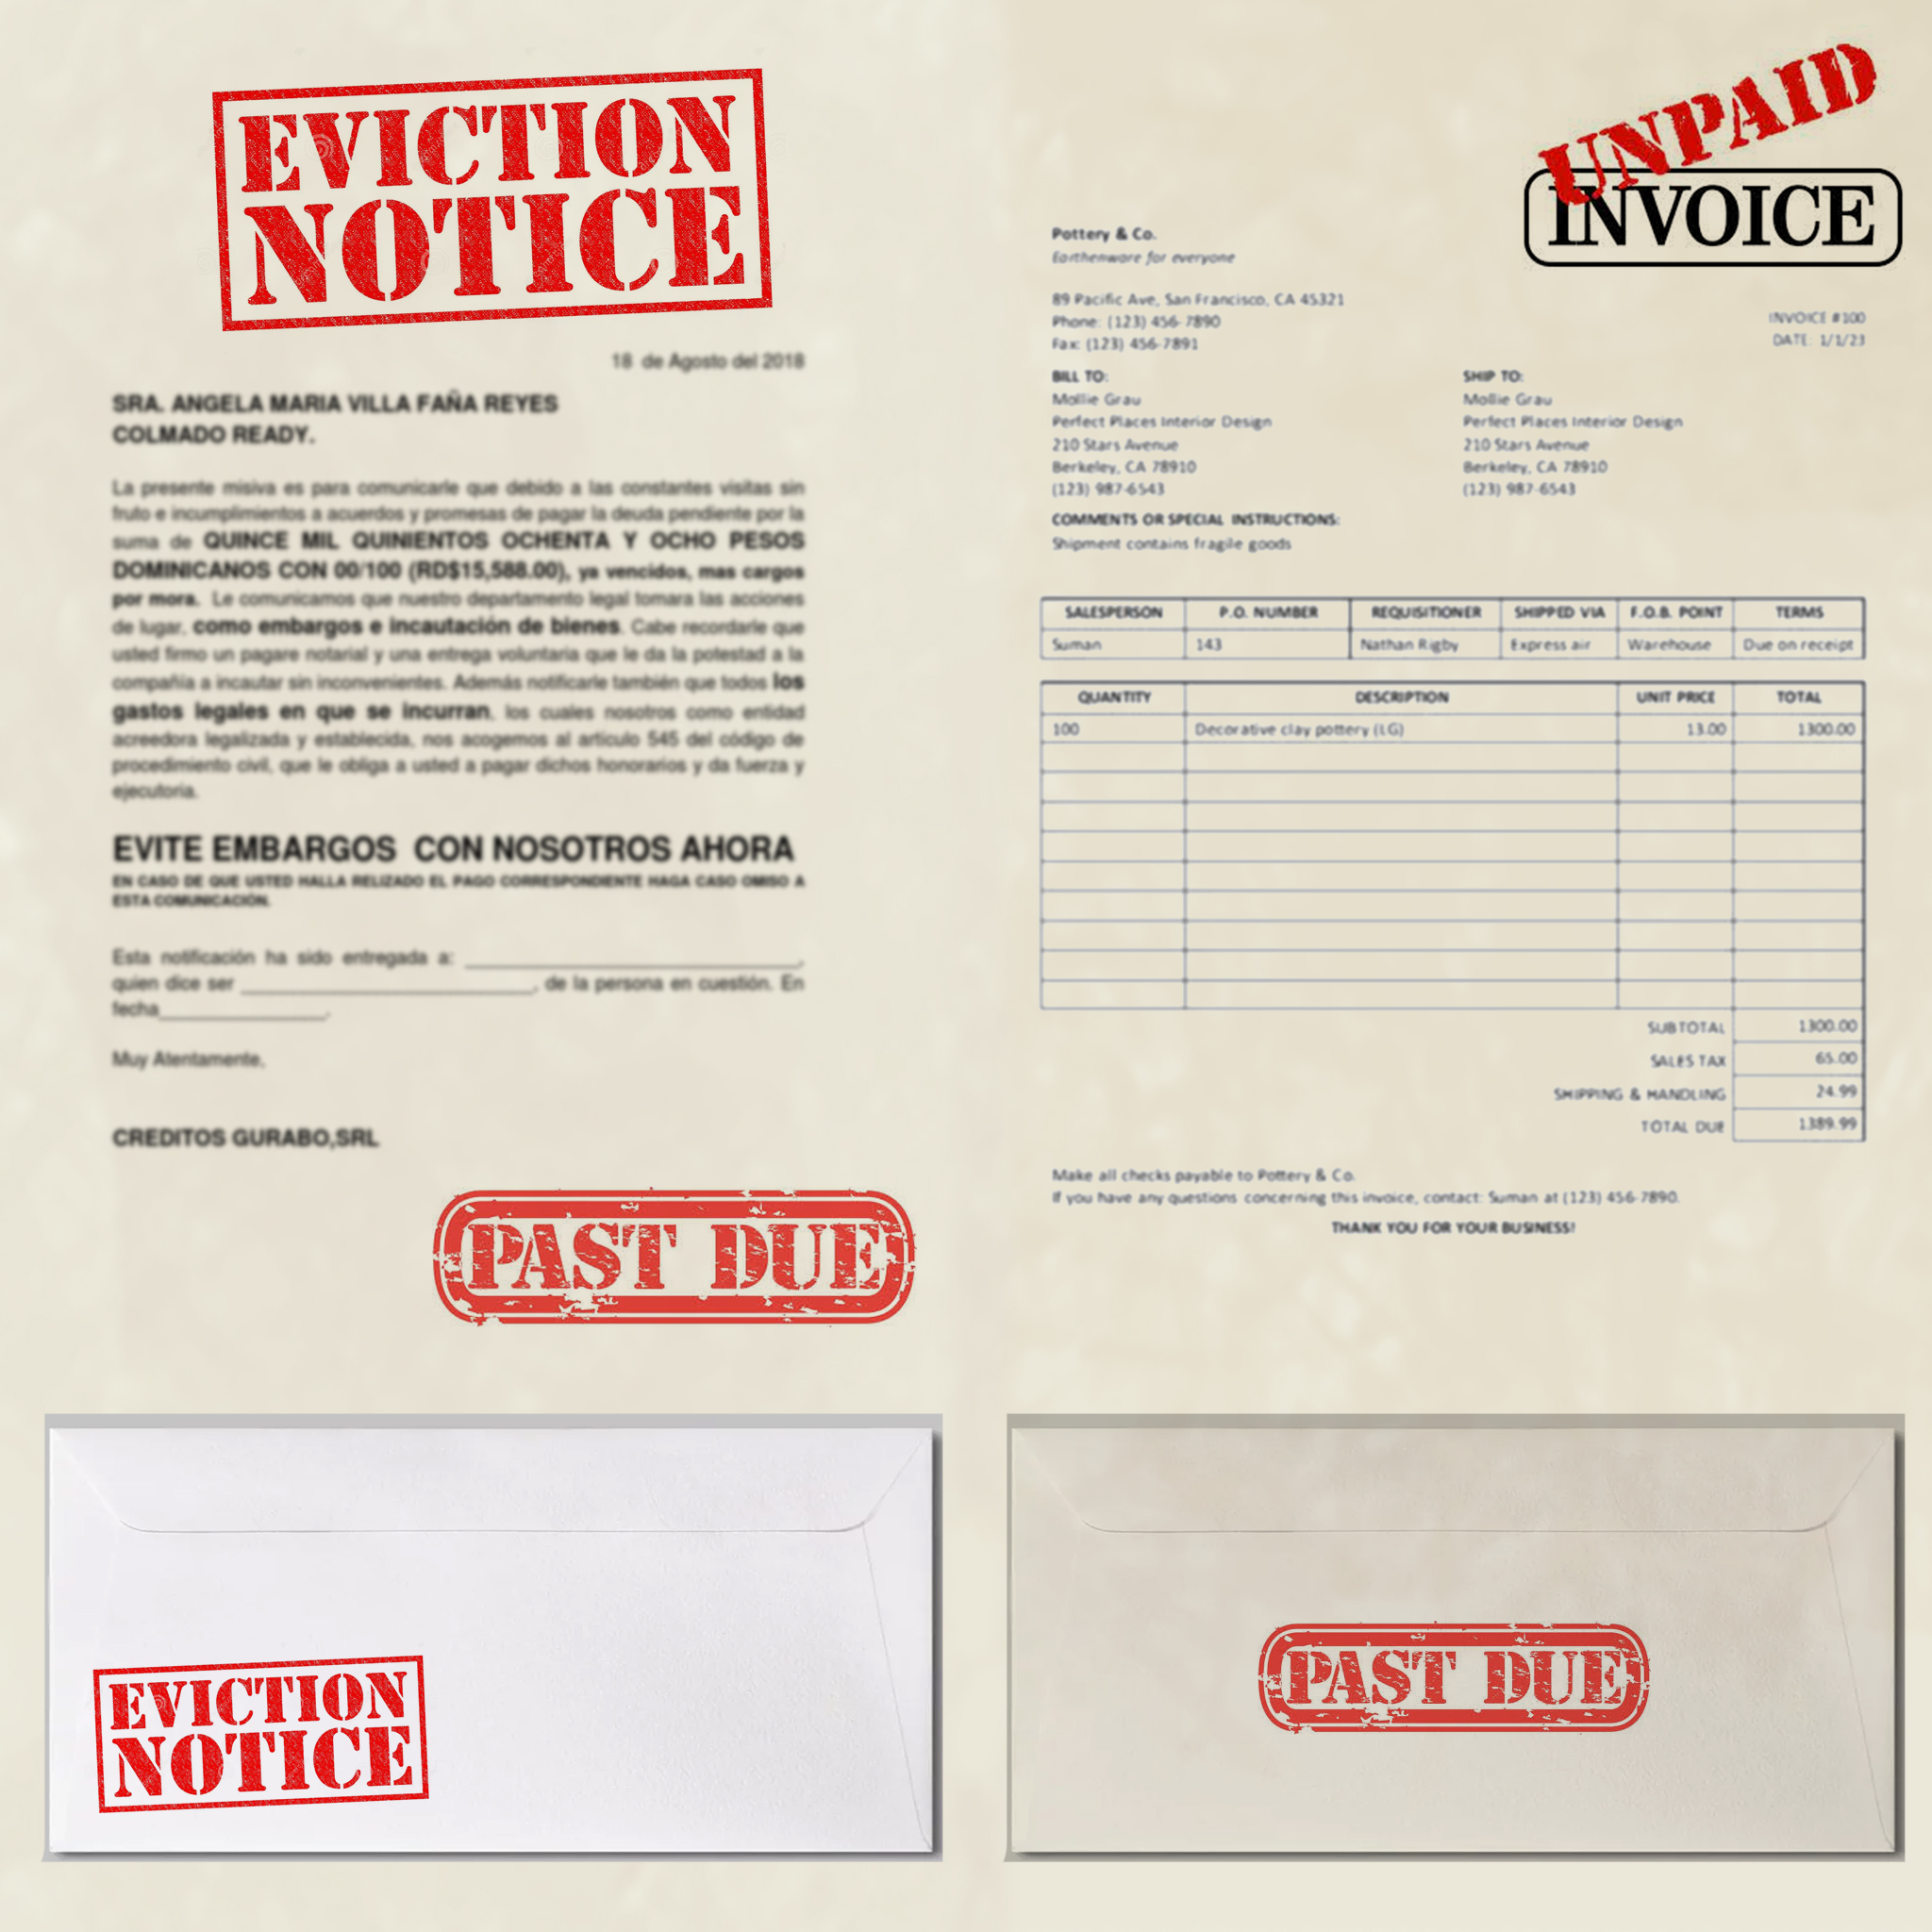 EVICTION
NOTICE
18 de Agosto del 2018
SRA. ANGELA MARIA VILLA FAÑA REYES
COLMADO READY.
La presente misiva es para comunicarle que debido a las constantes visitas sin
fruto e incumplimientos a acuerdos y promesas de pagar la deuda pendiente por la
suma de QUINCE MIL QUINIENTOS OCHENTA Y OCHO PESOS
DOMINICANOS CON 00/100 (RD$15,588.00), ya vencidos, mas cargos
por mora. Le comunicamos que nuestro departamento legal tomara las acciones
de lugar, como embargos e incautación de bienes. Cabe recordarle que
usted firmo un pagare notarial y una entrega voluntaria que le da la potestad a la
compañia a incautar sin inconvenientes. Además notificarle también que todos los
gastos legales en que se incurran, los cuales nosotros como entidad
acreedora legalizada y establecida, nos acogemos al articulo 545 del código de
procedimiento civil, que le obliga a usted a pagar dichos honorarios y da fuerza y
ejecutoria.
EVITE EMBARGOS CON NOSOTROS AHORA
EN CASO DE QUE USTED HALLA RELIZADO EL PAGO CORRESPONDIENTE HAGA CASO OMISO A
ESTA COMUNICACIÓN.
Esta notificación ha sido entregada a: ______________________________,
quien dice ser __________________________, de la persona en cuestión. En
fecha_______________.
Muy Atentamente,
CREDITOS GURABO,SRL
PAST DUE
UNPAID
INVOICE
Pottery & Co.
Earthenware for everyone
89 Pacific Ave, San Francisco, CA 45321
Phone: (123) 456-7890
Fax: (123) 456-7891
INVOICE #100
DATE: 1/1/23
BILL TO:
Mollie Grau
Perfect Places Interior Design
210 Stars Avenue
Berkeley, CA 78910
(123) 987-6543
SHIP TO:
Mollie Grau
Perfect Places Interior Design
210 Stars Avenue
Berkeley, CA 78910
(123) 987-6543
COMMENTS OR SPECIAL INSTRUCTIONS:
Shipment contains fragile goods
SALESPERSON P.O. NUMBER REQUISITIONER SHIPPED VIA F.O.B. POINT TERMS
Suman 143 Nathan Rigby Express air Warehouse Due on receipt
QUANTITY DESCRIPTION UNIT PRICE TOTAL
100 Decorative clay pottery (LG) 13.00 1300.00
SUBTOTAL 1300.00
SALES TAX 65.00
SHIPPING & HANDLING 24.99
TOTAL DUE 1389.99
Make all checks payable to Pottery & Co.
If you have any questions concerning this invoice, contact: Suman at (123) 456-7890.
THANK YOU FOR YOUR BUSINESS!
EVICTION
NOTICE
PAST DUE